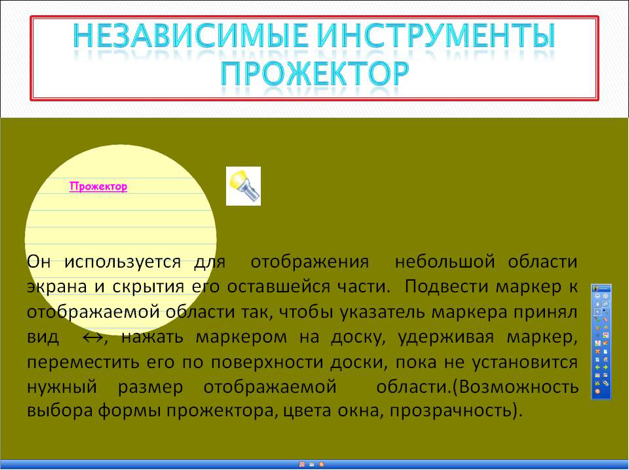 НЕЗАВИСИМЫЕ ИНСТРУМЕНТЫ
ПРОЖЕКТОР
Прожектор
Он используется для отображения небольшой области
экрана и скрытия его оставшейся части. Подвести маркер к
отображаемой области так, чтобы указатель маркера принял
вид ↔, нажать маркером на доску, удерживая маркер,
переместить его по поверхности доски, пока не установится
нужный размер отображаемой области.(Возможность
выбора формы прожектора, цвета окна, прозрачность).